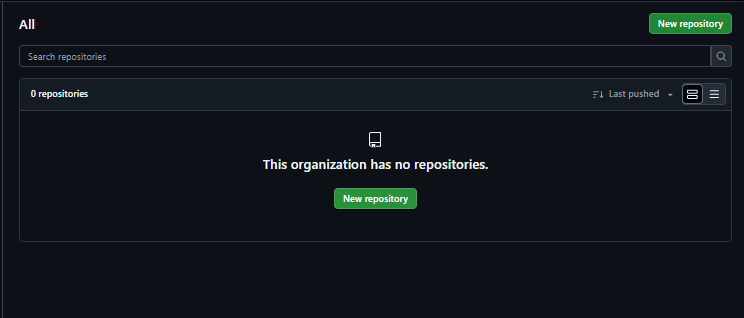 All
New repository
Search repositories
0 repositories
Last pushed
This organization has no repositories.
New repository